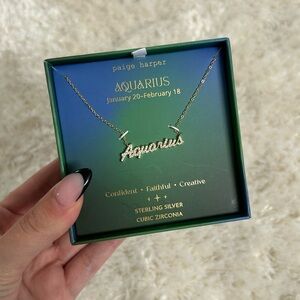 paige harper
AQUARIUS
January 20-February 18
Aquarius
Confident • Faithful • Creative
STERLING SILVER
CUBIC ZIRCONIA